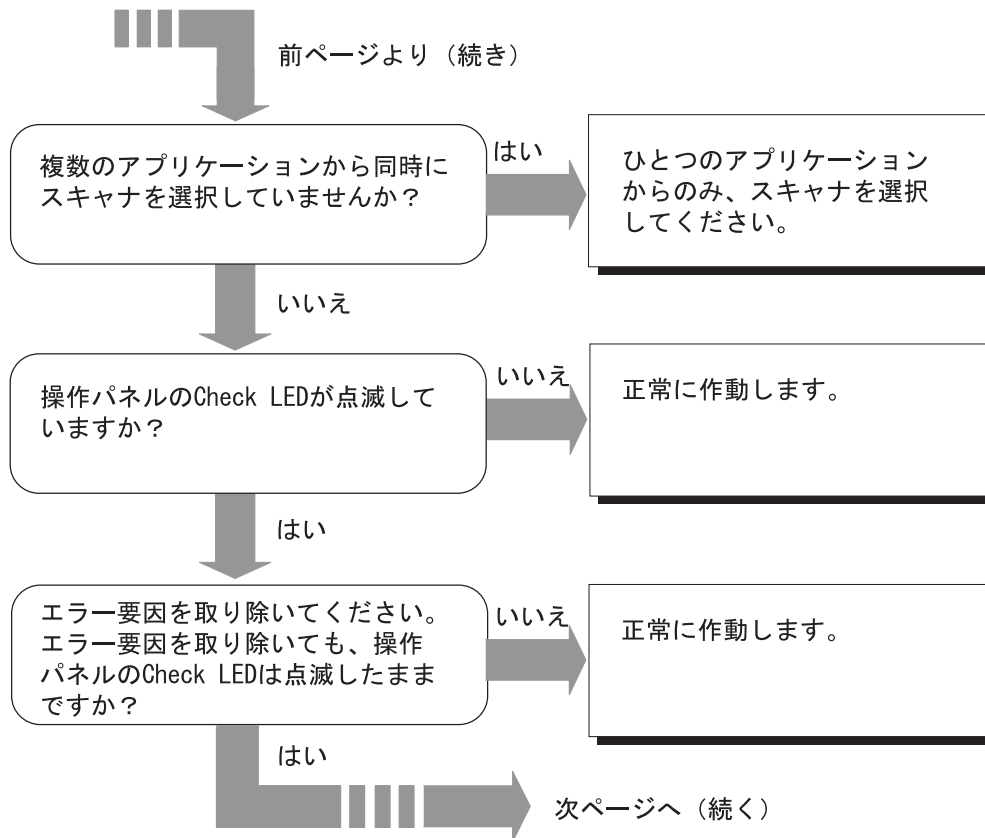 前ページより（続き）
複数のアプリケーションから同時に
スキャナを選択していませんか？
はい
ひとつのアプリケーション
からのみ、スキャナを選択
してください。
いいえ
操作パネルのCheck LEDが点滅して
いますか？
いいえ
正常に作動します。
はい
エラー要因を取り除いてください。
エラー要因を取り除いても、操作
パネルのCheck LEDは点滅したまま
ですか？
いいえ
正常に作動します。
はい
次ページへ（続く）